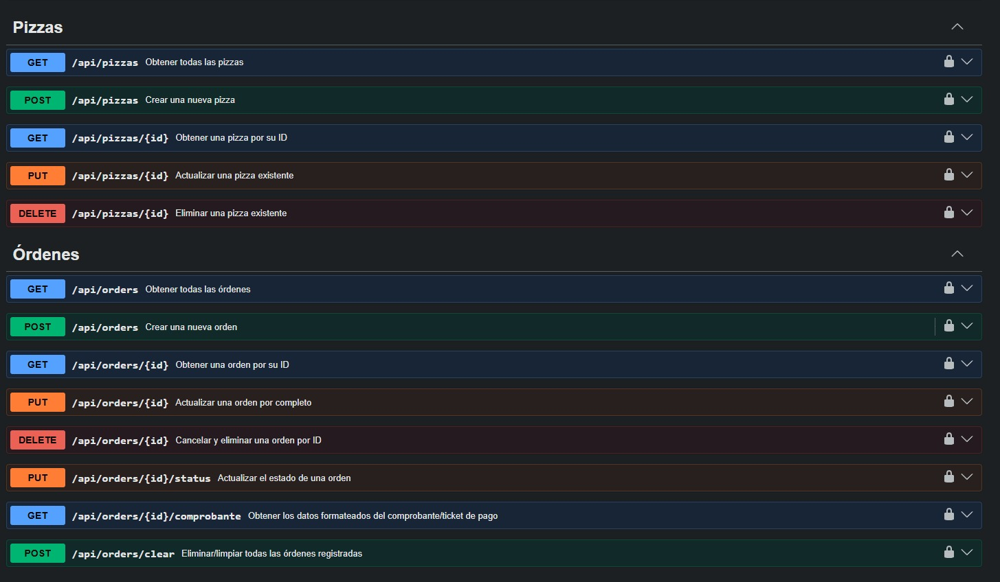 Pizzas
GET /api/pizzas Obtener todas las pizzas
POST /api/pizzas Crear una nueva pizza
GET /api/pizzas/{id} Obtener una pizza por su ID
PUT /api/pizzas/{id} Actualizar una pizza existente
DELETE /api/pizzas/{id} Eliminar una pizza existente
Órdenes
GET /api/orders Obtener todas las órdenes
POST /api/orders Crear una nueva orden
GET /api/orders/{id} Obtener una orden por su ID
PUT /api/orders/{id} Actualizar una orden por completo
DELETE /api/orders/{id} Cancelar y eliminar una orden por ID
PUT /api/orders/{id}/status Actualizar el estado de una orden
GET /api/orders/{id}/comprobante Obtener los datos formateados del comprobante/ticket de pago
POST /api/orders/clear Eliminar/limpiar todas las órdenes registradas